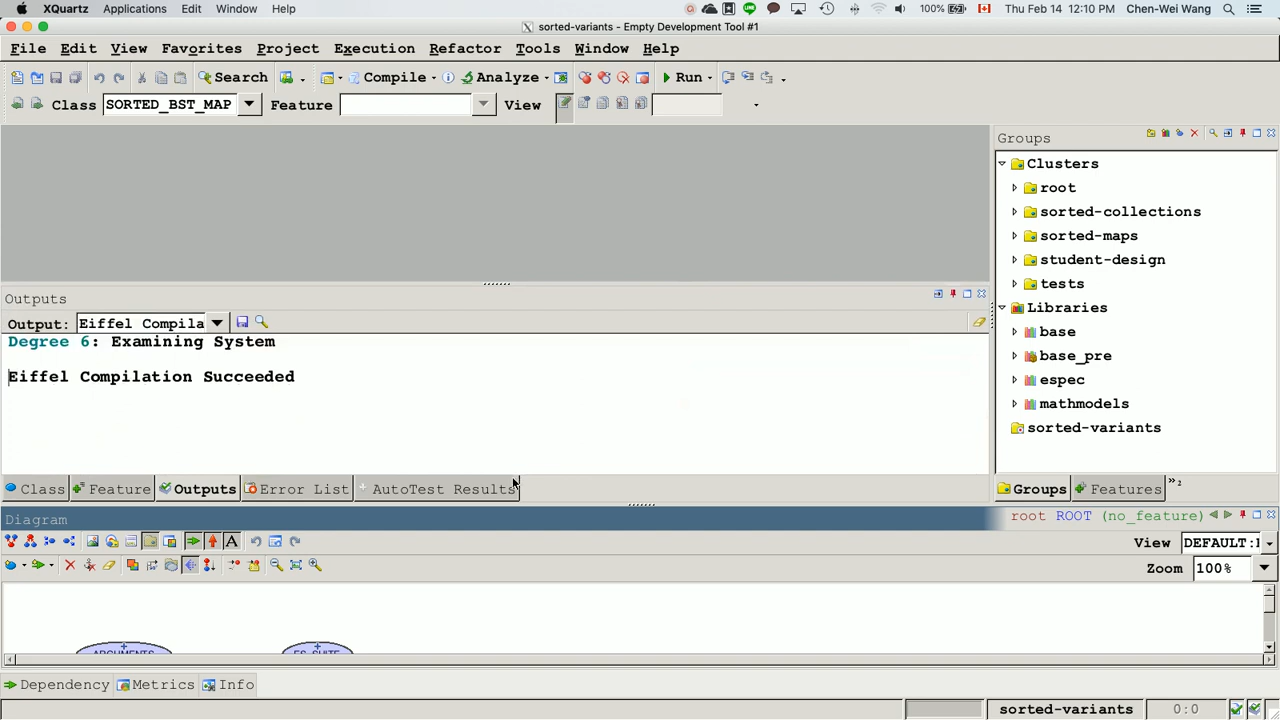 XQuartz Applications Edit Window Help 100% Thu Feb 14 12:10 PM Chen-Wei Wang
sorted-variants - Empty Development Tool #1
File Edit View Favorites Project Execution Refactor Tools Window Help
Search Compile Analyze Run
Class SORTED_BST_MAP Feature View
Groups
Clusters
root
sorted-collections
sorted-maps
student-design
tests
Libraries
base
base_pre
espec
mathmodels
sorted-variants
Outputs
Output: Eiffel Compila
Degree 6: Examining System
Eiffel Compilation Succeeded
Class Feature Outputs Error List AutoTest Results
Groups Features
Diagram root ROOT (no_feature)
View DEFAULT:
Zoom 100%
ARGUMENTS ES_SUITE
Dependency Metrics Info
sorted-variants 0:0